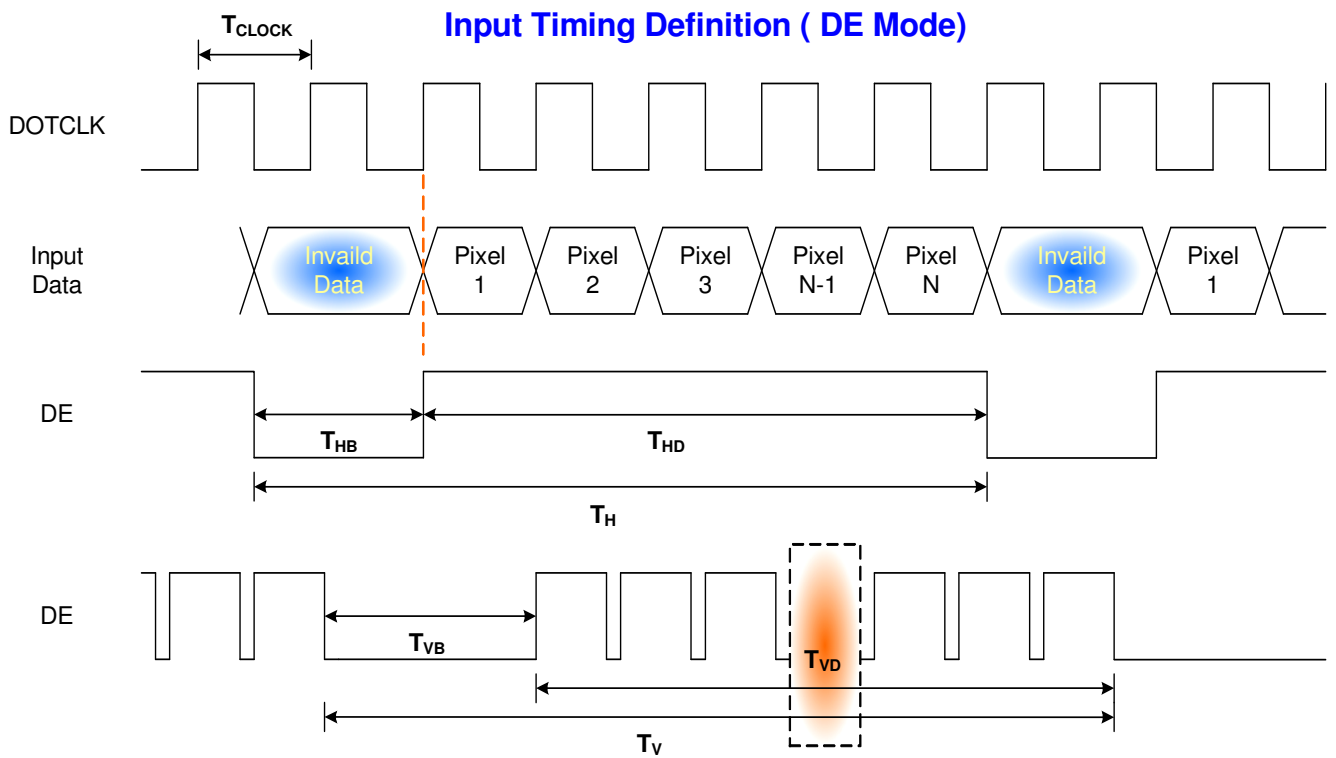 Input Timing Definition ( DE Mode)
TCLOCK
DOTCLK
Input
Data
Invaild
Data
Pixel
1
Pixel
2
Pixel
3
Pixel
N-1
Pixel
N
Invaild
Data
Pixel
1
DE
THB
THD
TH
DE
TVB
TVD
TV